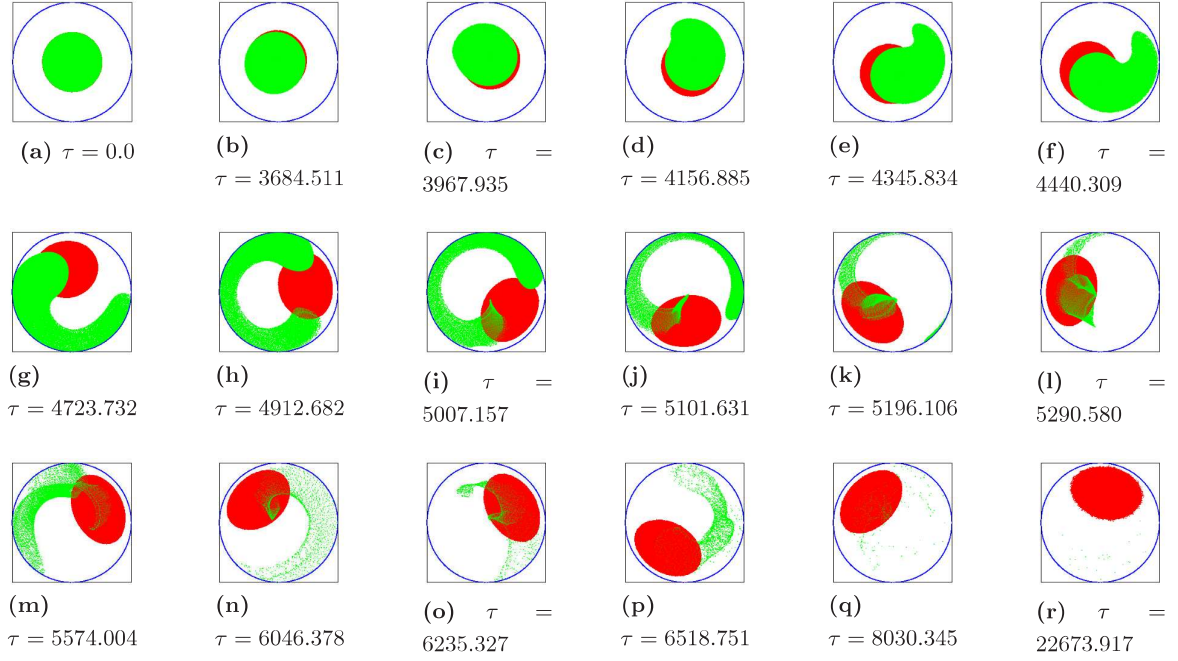 (a) τ = 0.0
(b)
τ = 3684.511
(c) τ =
3967.935
(d)
τ = 4156.885
(e)
τ = 4345.834
(f) τ =
4440.309
(g)
τ = 4723.732
(h)
τ = 4912.682
(i) τ =
5007.157
(j)
τ = 5101.631
(k)
τ = 5196.106
(l) τ =
5290.580
(m)
τ = 5574.004
(n)
τ = 6046.378
(o) τ =
6235.327
(p)
τ = 6518.751
(q)
τ = 8030.345
(r) τ =
22673.917